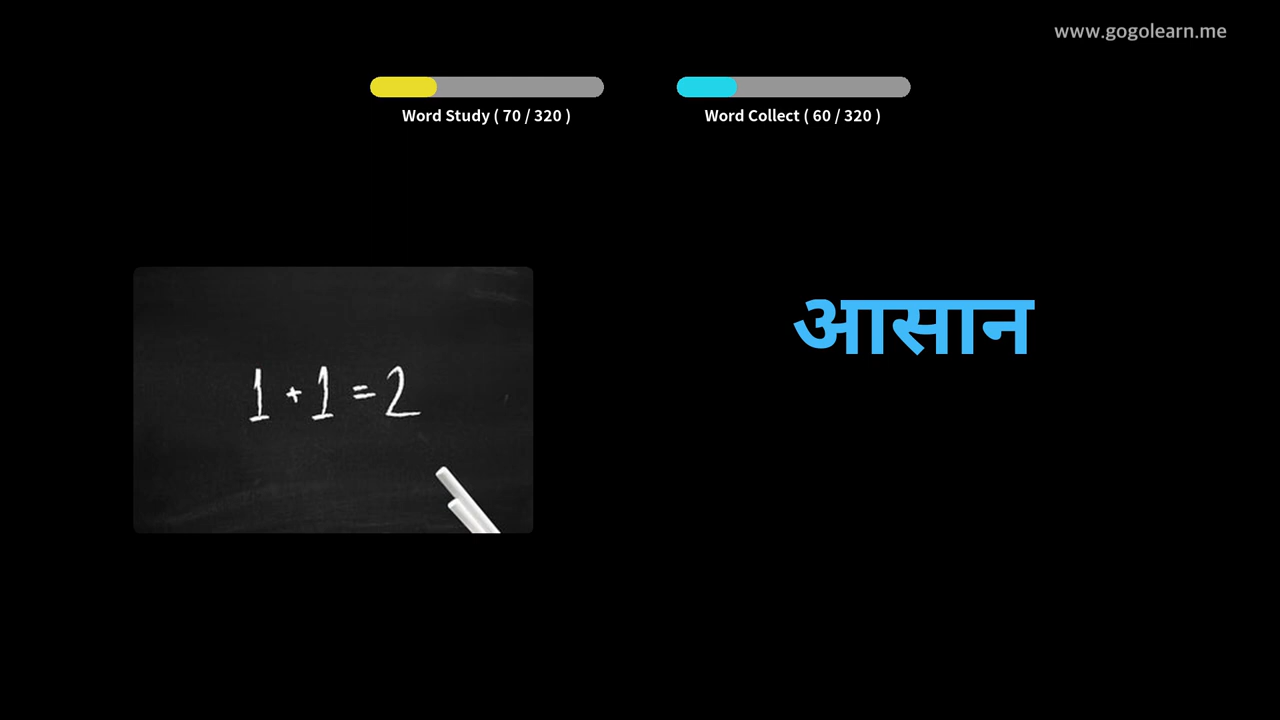 www.gogolearn.me
Word Study ( 70 / 320 )
Word Collect ( 60 / 320 )
आसान
1 + 1 = 2